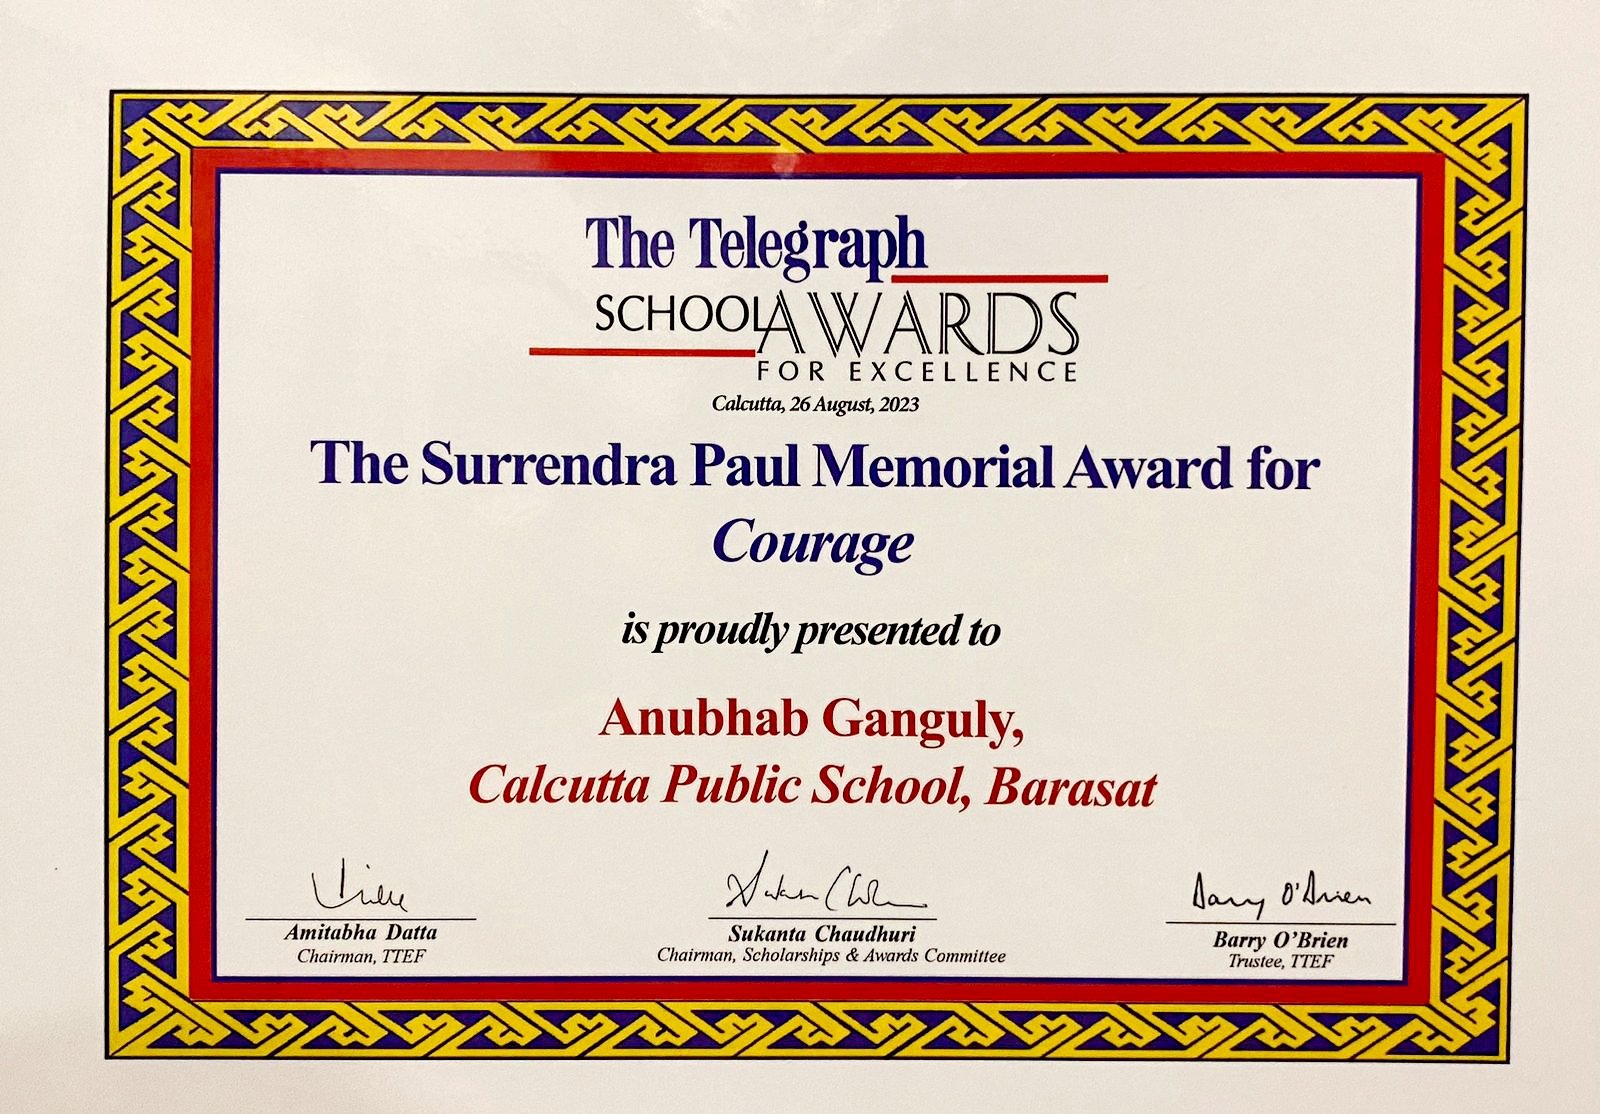 The Telegraph
SCHOOL AWARDS
FOR EXCELLENCE
Calcutta, 26 August, 2023
The Surrendra Paul Memorial Award for
Courage
is proudly presented to
Anubhab Ganguly,
Calcutta Public School, Barasat
Barry O'Brien
Amitabha Datta
Chairman, TTEF
Sukanta Chaudhuri
Chairman, Scholarships & Awards Committee
Barry O'Brien
Trustee, TTEF